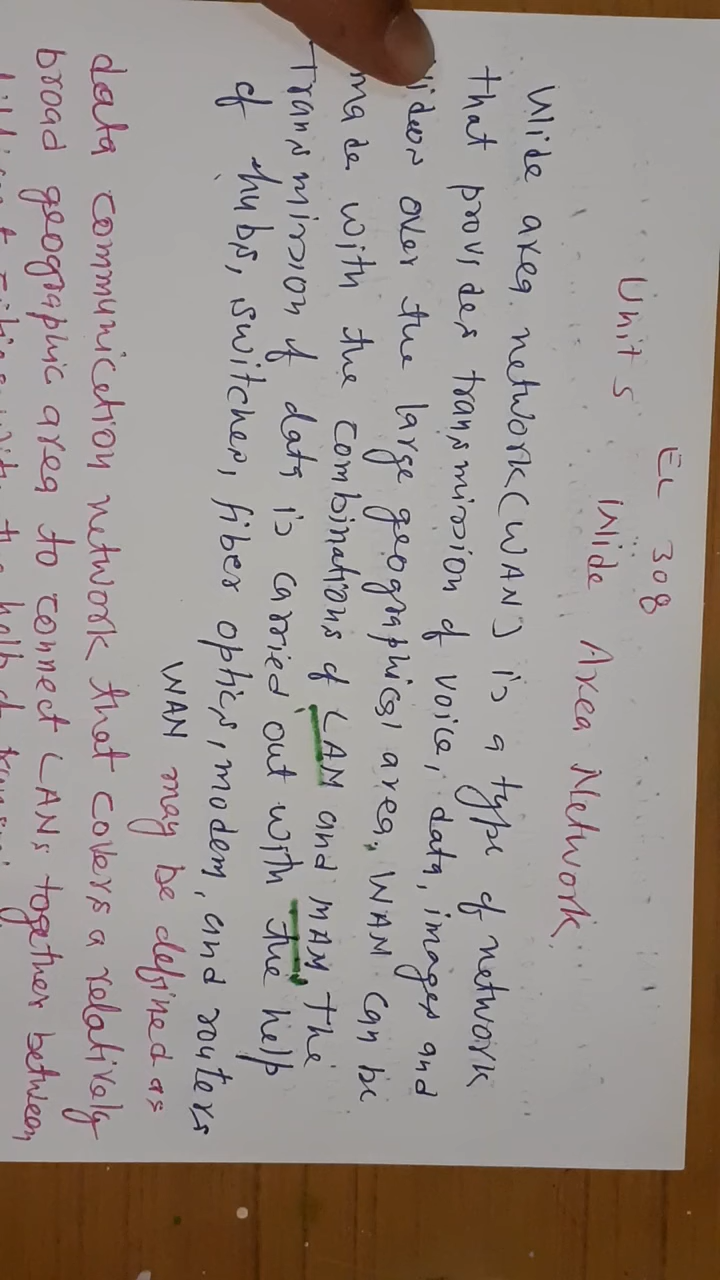 EL 308
Unit 5 Wide Area Network.
Wide area network (WAN) is a type of network
that provides transmission of voice, data, images and
videos over the large geographical area. WAN can be
made with the combinations of LAN and MAN. The
Transmission of data is carried out with the help
of hubs, switches, fiber optics, modem, and routers
WAN may be defined as
data communication network that covers a relatively
broad geographic area to connect LANs together between